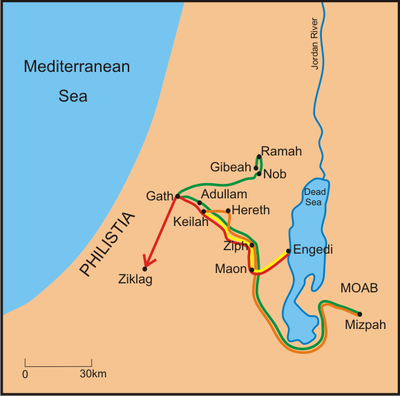 Jordan River
Mediterranean
Sea
Ramah
Gibeah
Nob
Dead
Sea
Gath
Adullam
Keilah
Hereth
PHILISTIA
Ziph
Engedi
Ziklag
Maon
MOAB
Mizpah
0 30km